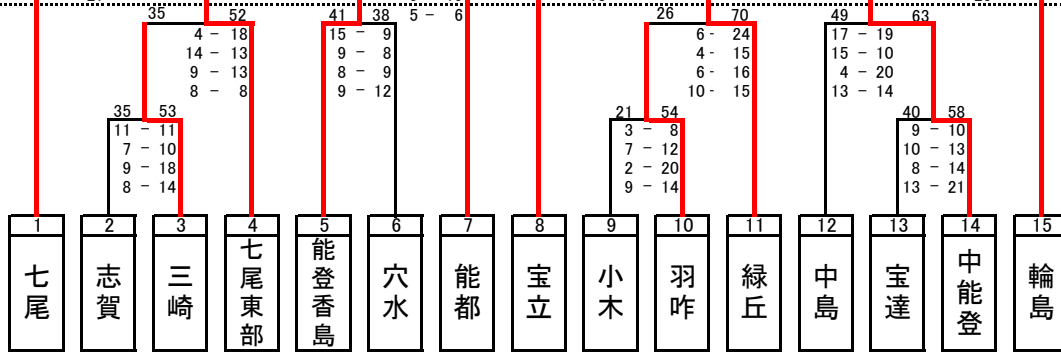 5 - 6
35 52
4 - 18
14 - 13
9 - 13
8 - 8
41 38
15 - 9
9 - 8
8 - 9
9 - 12
26 70
6 - 24
4 - 15
6 - 16
10 - 15
49 63
17 - 19
15 - 10
4 - 20
13 - 14
35 53
11 - 11
7 - 10
9 - 18
8 - 14
21 54
3 - 8
7 - 12
2 - 20
9 - 14
40 58
9 - 10
10 - 13
8 - 14
13 - 21
1 2 3 4 5 6 7 8 9 10 11 12 13 14 15
七尾
志賀
三崎
七尾東部
能登香島
穴水
能都
宝立
小木
羽咋
緑丘
中島
宝達
中能登
輪島